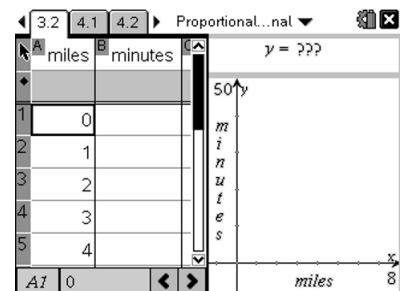 3.2 4.1 4.2 Proportional...nal
A miles B minutes C
1 0
2 1
3 2
4 3
5 4
A1 0
y = ???
50 y
minutes
x
miles 8